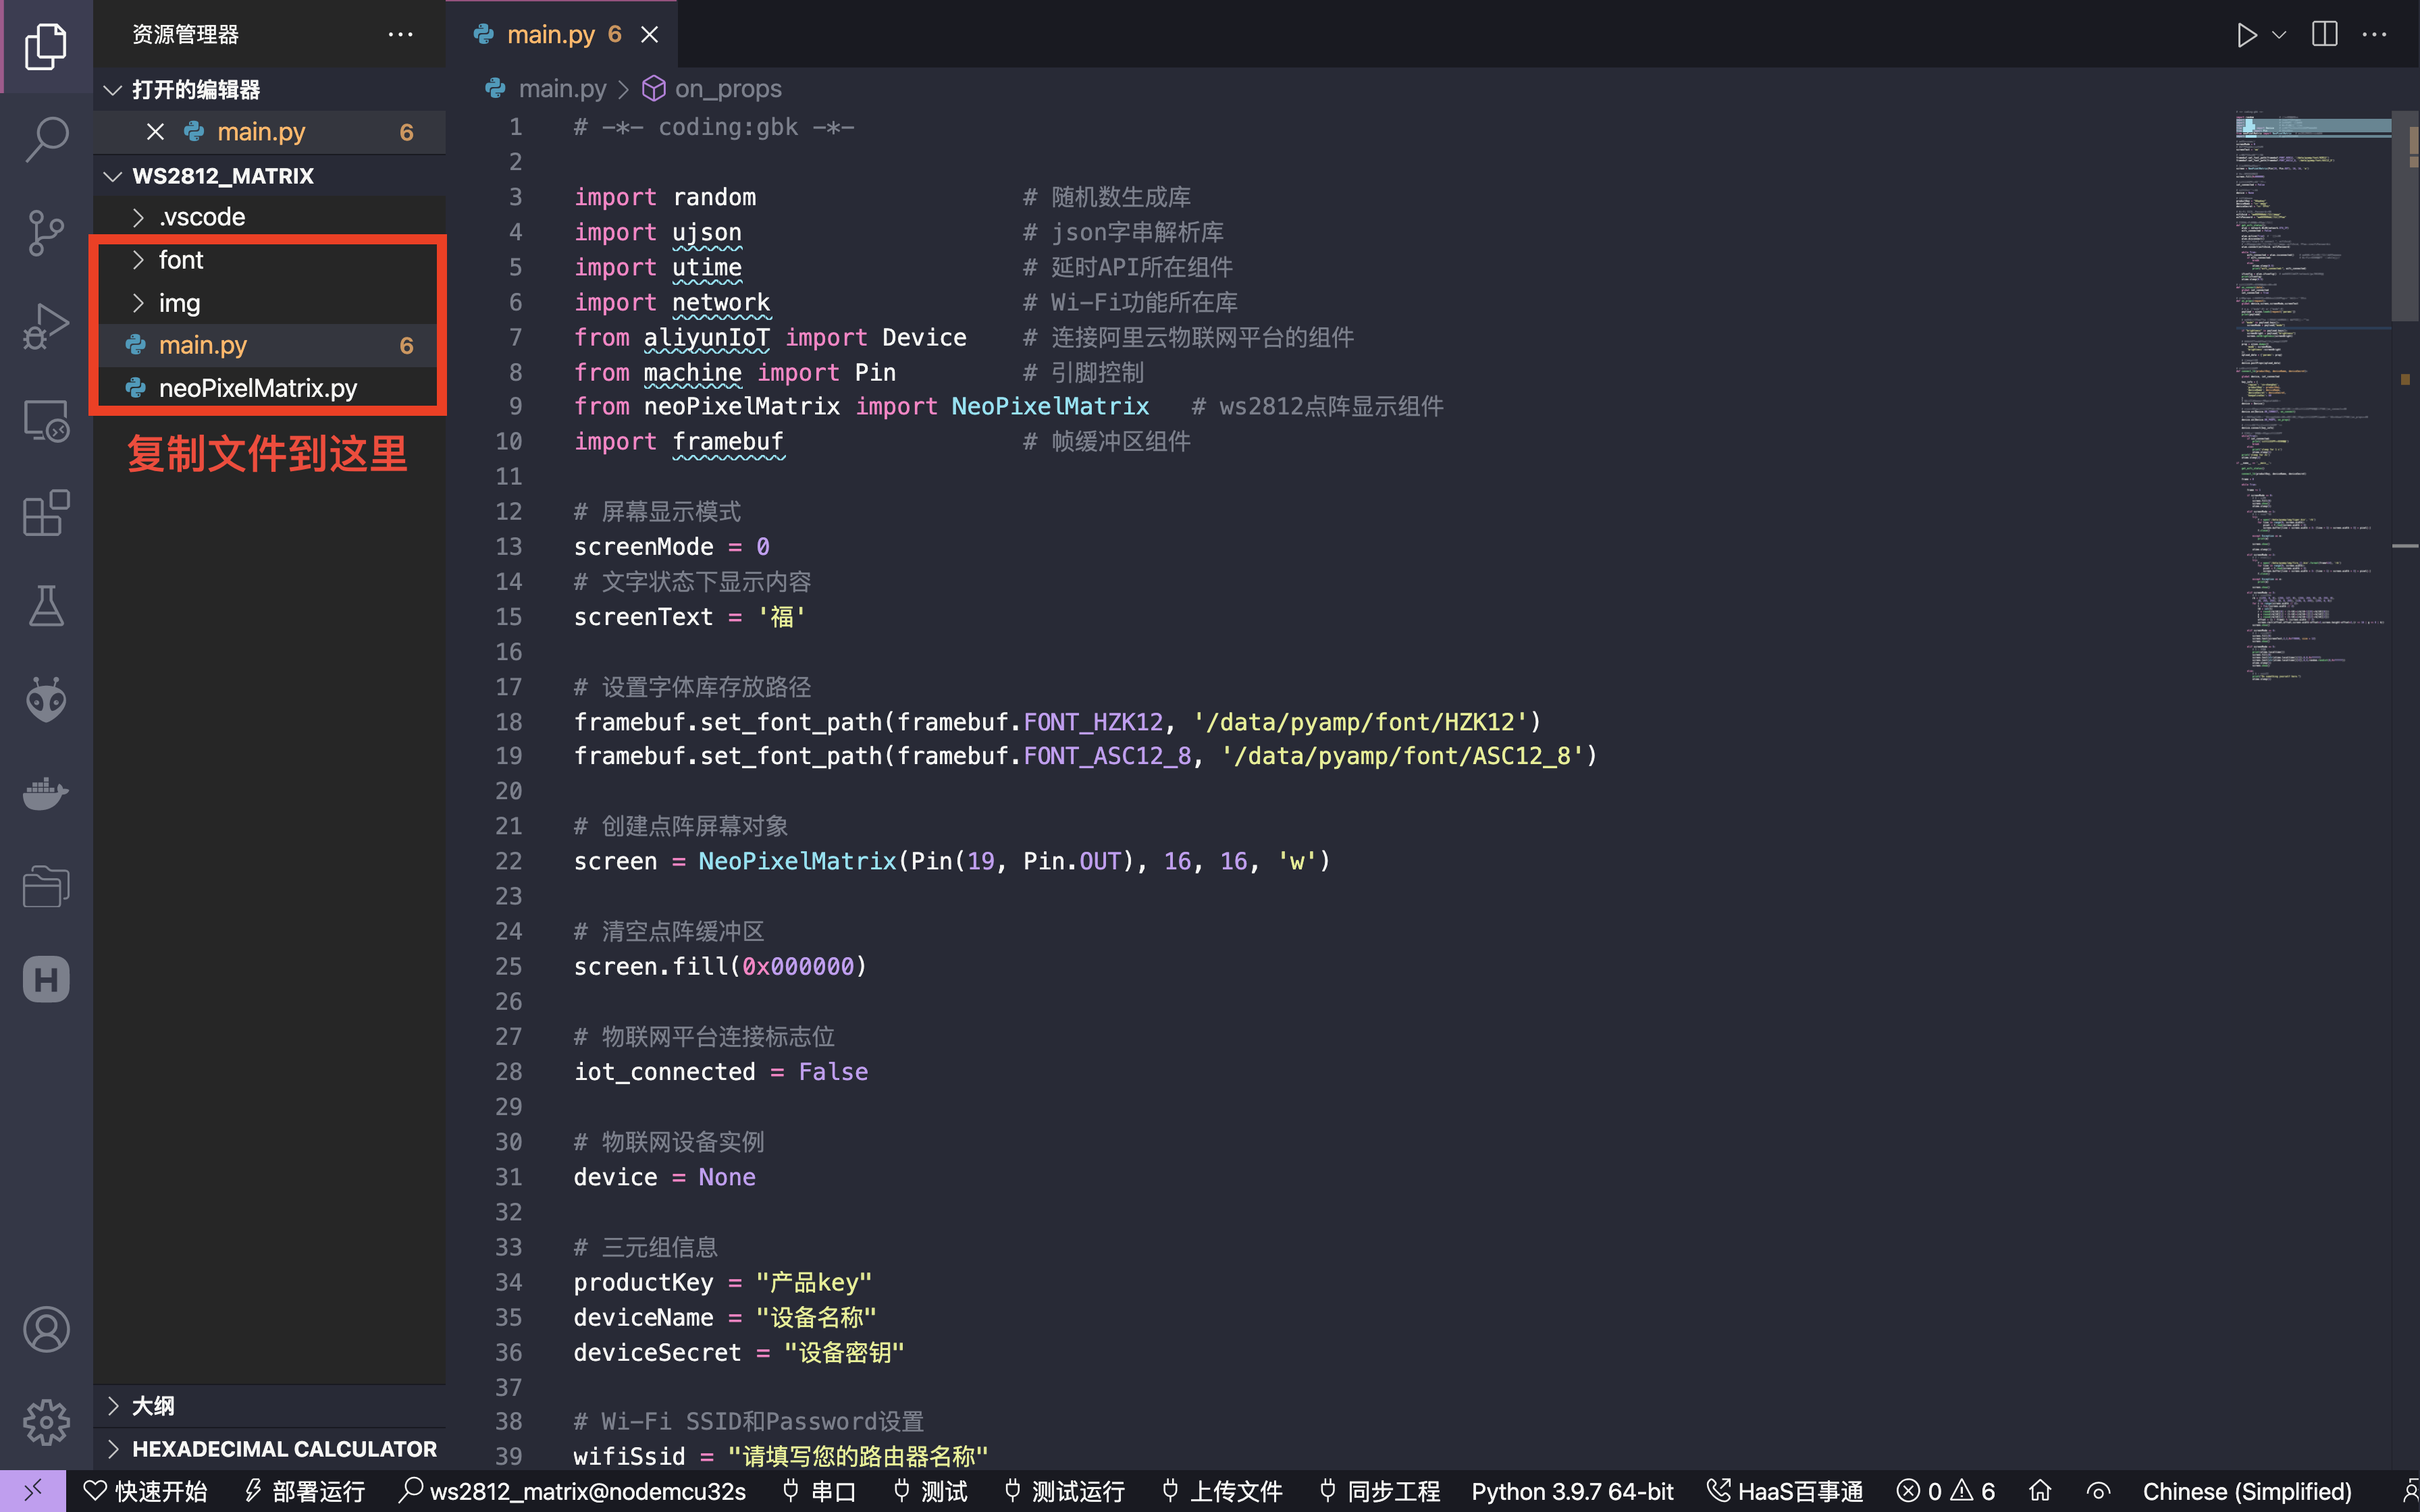 资源管理器
main.py 6
打开的编辑器
main.py 6
WS2812_MATRIX
.vscode
font
img
main.py 6
neoPixelMatrix.py
复制文件到这里
大纲
HEXADECIMAL CALCULATOR
main.py > on_props
1 # -*- coding:gbk -*-
2
3 import random # 随机数生成库
4 import ujson # json字串解析库
5 import utime # 延时API所在组件
6 import network # Wi-Fi功能所在库
7 from aliyunIoT import Device # 连接阿里云物联网平台的组件
8 from machine import Pin # 引脚控制
9 from neoPixelMatrix import NeoPixelMatrix # ws2812点阵显示组件
10 import framebuf # 帧缓冲区组件
11
12 # 屏幕显示模式
13 screenMode = 0
14 # 文字状态下显示内容
15 screenText = '福'
16
17 # 设置字体库存放路径
18 framebuf.set_font_path(framebuf.FONT_HZK12, '/data/pyamp/font/HZK12')
19 framebuf.set_font_path(framebuf.FONT_ASC12_8, '/data/pyamp/font/ASC12_8')
20
21 # 创建点阵屏幕对象
22 screen = NeoPixelMatrix(Pin(19, Pin.OUT), 16, 16, 'w')
23
24 # 清空点阵缓冲区
25 screen.fill(0x000000)
26
27 # 物联网平台连接标志位
28 iot_connected = False
29
30 # 物联网设备实例
31 device = None
32
33 # 三元组信息
34 productKey = "产品key"
35 deviceName = "设备名称"
36 deviceSecret = "设备密钥"
37
38 # Wi-Fi SSID和Password设置
39 wifiSsid = "请填写您的路由器名称"
快速开始 部署运行 ws2812_matrix@nodemcu32s 串口 测试 测试运行 上传文件 同步工程 Python 3.9.7 64-bit HaaS百事通 0 6 Chinese (Simplified)